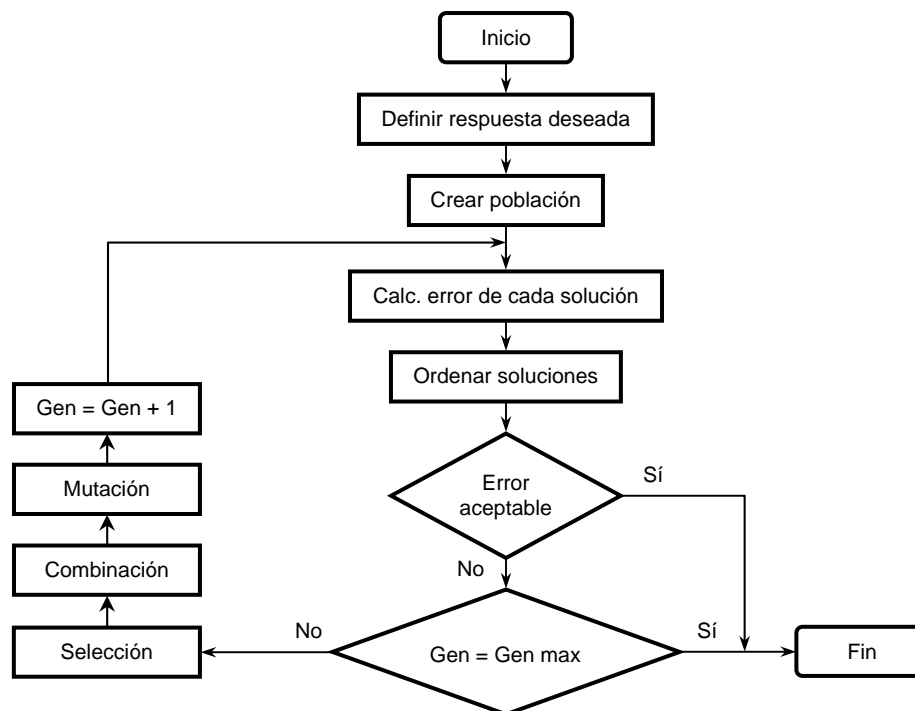 Inicio
Definir respuesta deseada
Crear población
Calc. error de cada solución
Ordenar soluciones
Gen = Gen + 1
Mutación
Combinación
Selección
Error
aceptable
Sí
No
Gen = Gen max
No
Sí
Fin